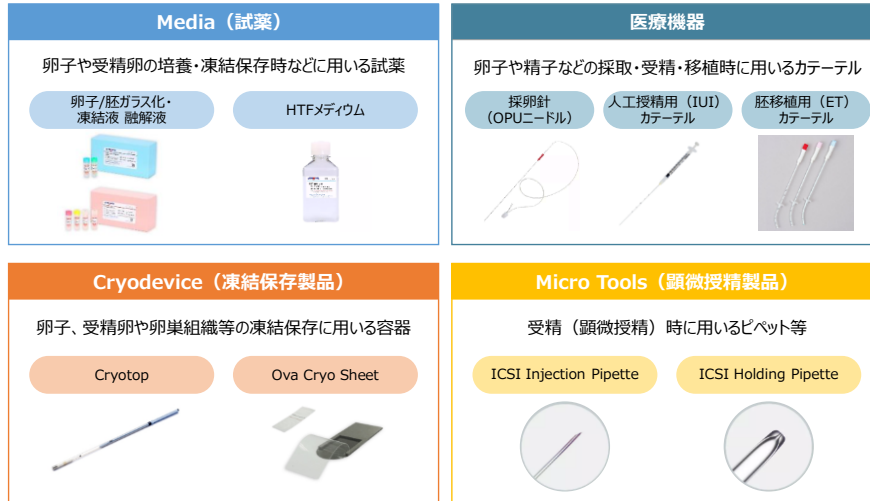 Media（試薬）
卵子や受精卵の培養・凍結保存時などに用いる試薬
卵子/胚ガラス化・
凍結液 融解液
HTFメディウム
医療機器
卵子や精子などの採取・受精・移植時に用いるカテーテル
採卵針
（OPUニードル）
人工授精用（IUI）
カテーテル
胚移植用（ET）
カテーテル
Cryodevice（凍結保存製品）
卵子、受精卵や卵巣組織等の凍結保存に用いる容器
Cryotop
Ova Cryo Sheet
Micro Tools（顕微授精製品）
受精（顕微授精）時に用いるピペット等
ICSI Injection Pipette
ICSI Holding Pipette